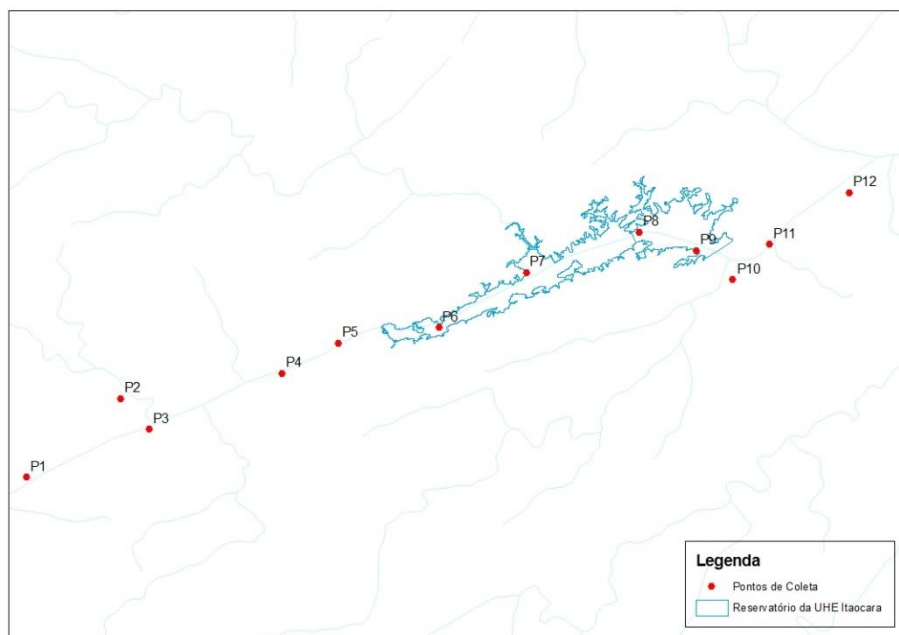 P12
P8
P11
P9
P7
P10
P6
P5
P4
P2
P3
P1
Legenda
Pontos de Coleta
Reservatório da UHE Itaocara